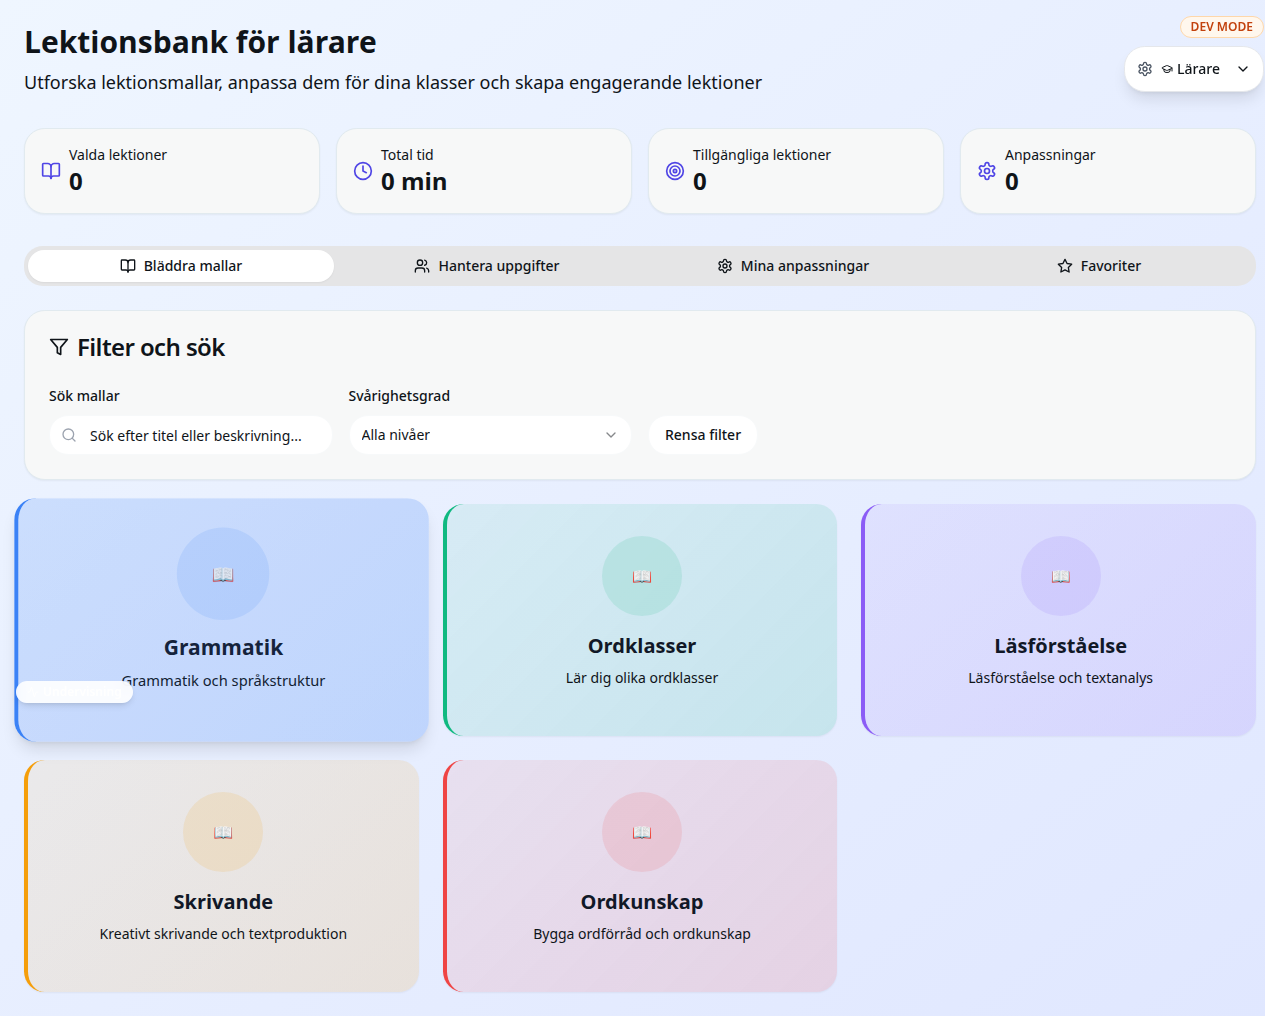 Lektionsbank för lärare
DEV MODE
Utforska lektionsmallar, anpassa dem för dina klasser och skapa engagerande lektioner
Lärare
Valda lektioner
0
Total tid
0 min
Tillgängliga lektioner
0
Anpassningar
0
Bläddra mallar
Hantera uppgifter
Mina anpassningar
Favoriter
Filter och sök
Sök mallar
Svårighetsgrad
Sök efter titel eller beskrivning...
Alla nivåer
Rensa filter
Grammatik
Grammatik och språkstruktur
Ordklasser
Lär dig olika ordklasser
Läsförståelse
Läsförståelse och textanalys
Skrivande
Kreativt skrivande och textproduktion
Ordkunskap
Bygga ordförråd och ordkunskap